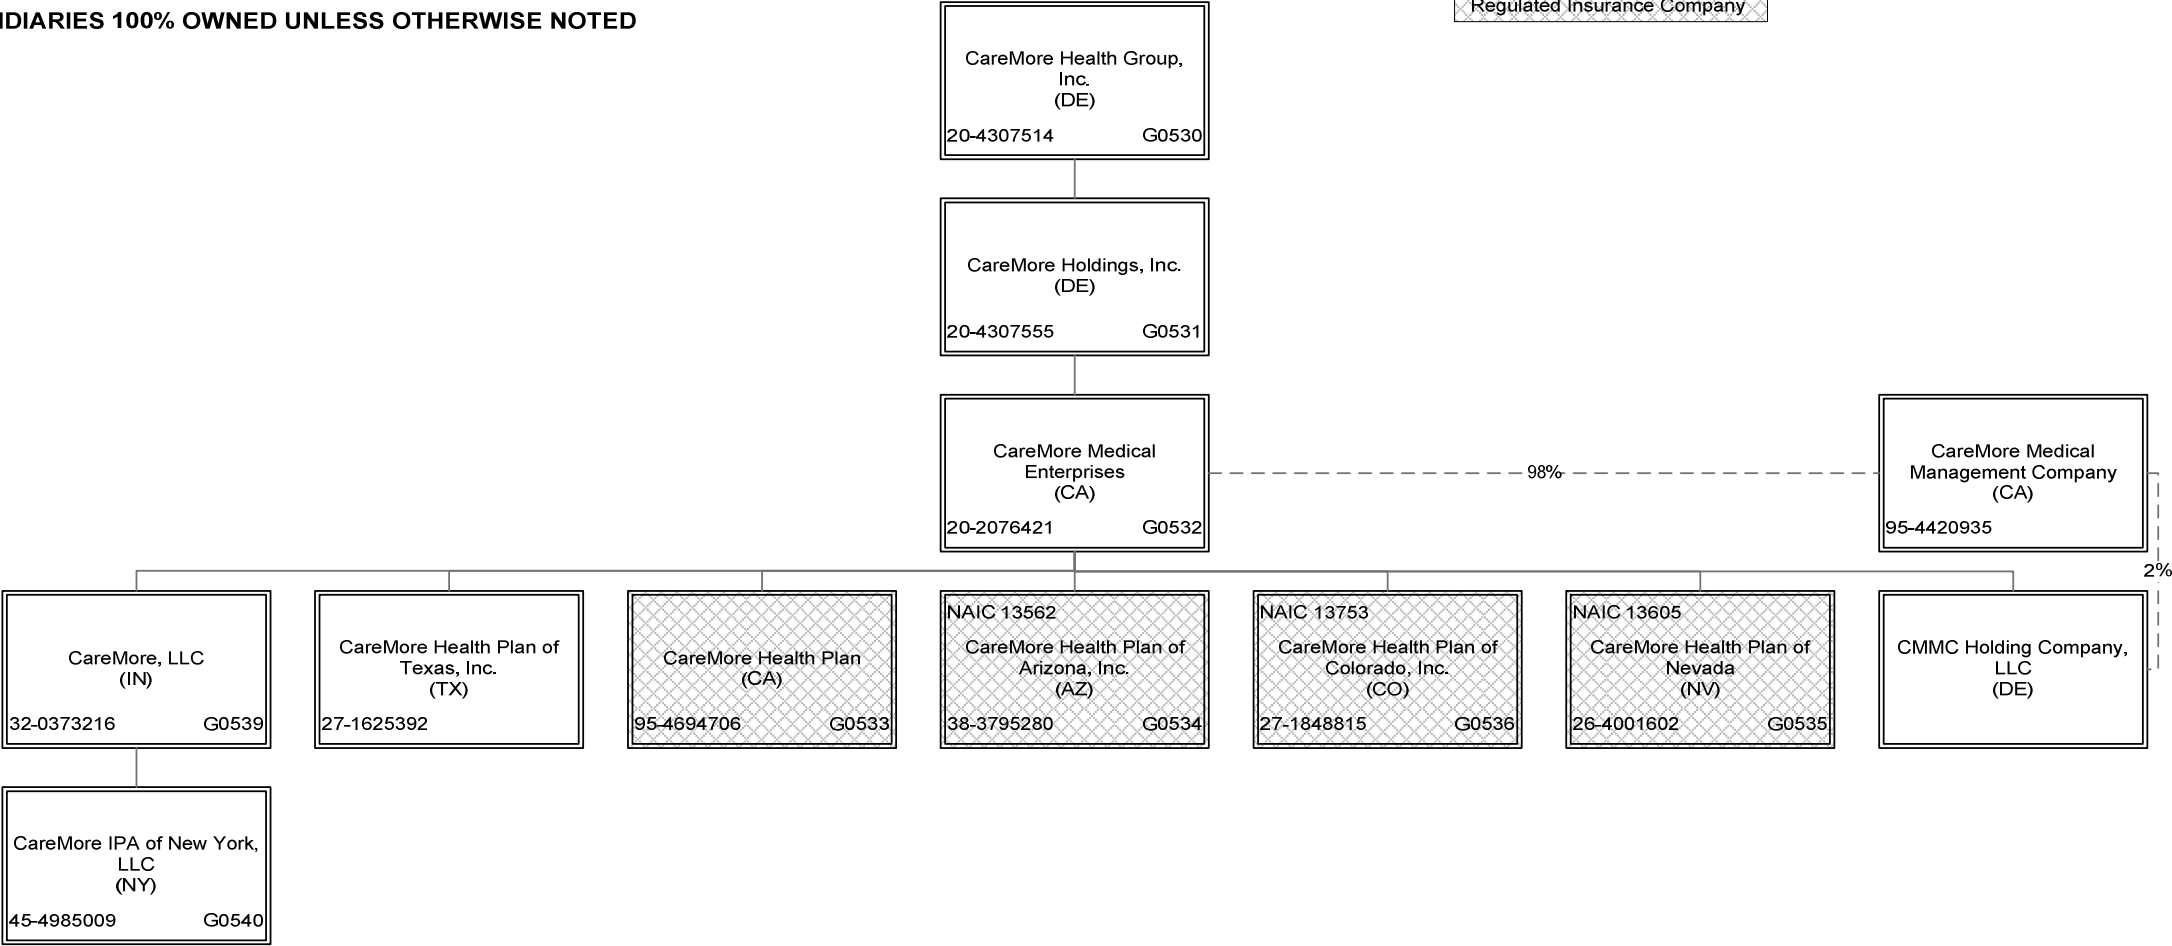 IDIARIES 100% OWNED UNLESS OTHERWISE NOTED
Regulated Insurance Company
CareMore Health Group,
Inc.
(DE)
20-4307514 G0530
CareMore Holdings, Inc.
(DE)
20-4307555 G0531
CareMore Medical
Enterprises
(CA)
20-2076421 G0532
98%
CareMore Medical
Management Company
(CA)
95-4420935
2%
CareMore, LLC
(IN)
32-0373216 G0539
CareMore Health Plan of
Texas, Inc.
(TX)
27-1625392
CareMore Health Plan
(CA)
95-4694706 G0533
NAIC 13562
CareMore Health Plan of
Arizona, Inc.
(AZ)
38-3795280 G0534
NAIC 13753
CareMore Health Plan of
Colorado, Inc.
(CO)
27-1848815 G0536
NAIC 13605
CareMore Health Plan of
Nevada
(NV)
26-4001602 G0535
CMMC Holding Company,
LLC
(DE)
CareMore IPA of New York,
LLC
(NY)
45-4985009 G0540